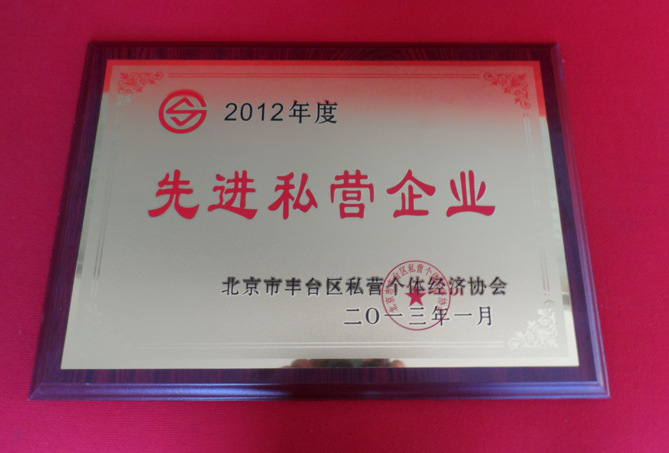 2012年度
先进私营企业
北京市丰台区私营个体经济协会
二〇一三年一月